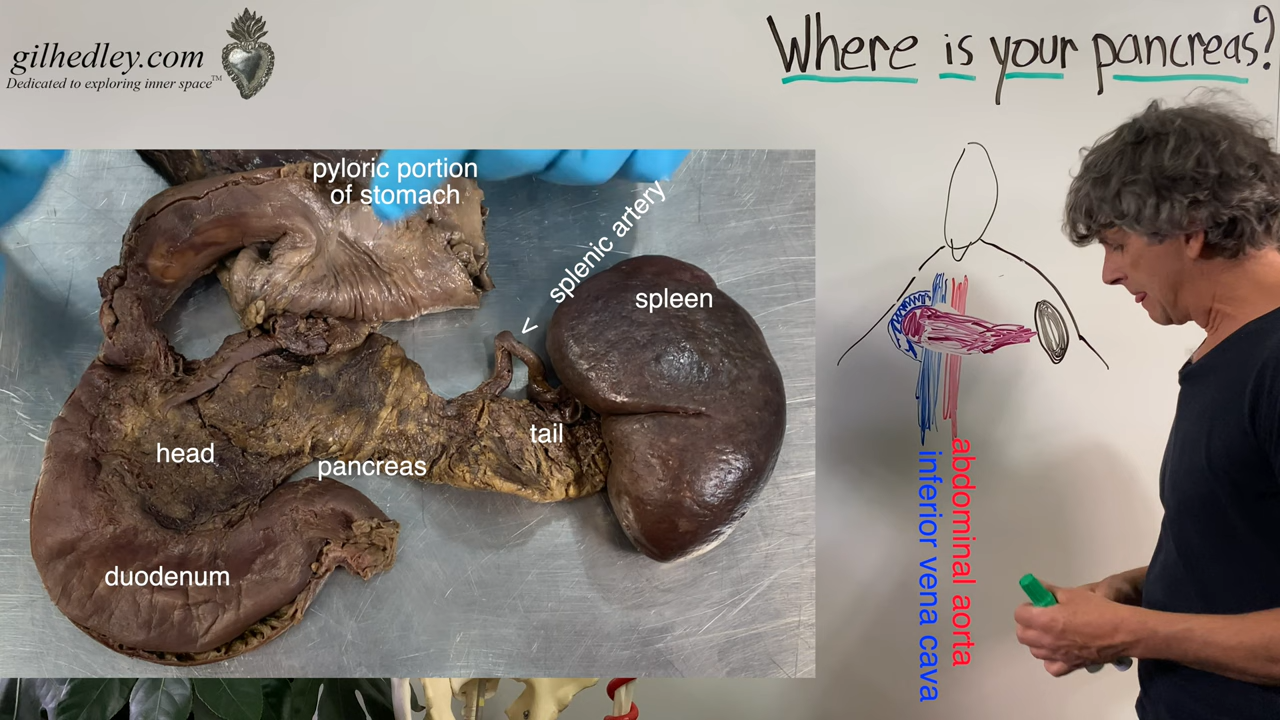 gilhedley.com
Dedicated to exploring inner space™
Where is your pancreas?
pyloric portion
of stomach
splenic artery
<
spleen
head
tail
pancreas
duodenum
abdominal aorta
inferior vena cava